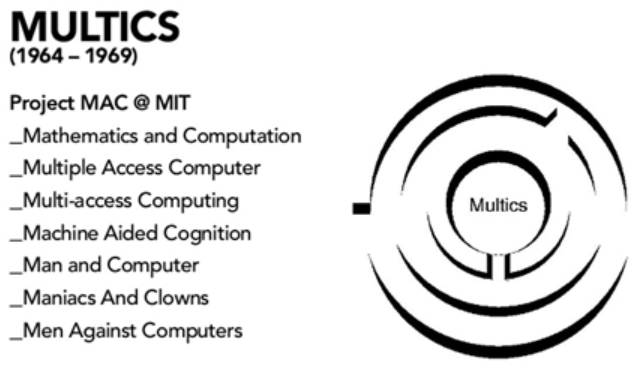 MULTICS
(1964 – 1969)
Project MAC @ MIT
_Mathematics and Computation
_Multiple Access Computer
_Multi-access Computing
_Machine Aided Cognition
_Man and Computer
_Maniacs And Clowns
_Men Against Computers
Multics